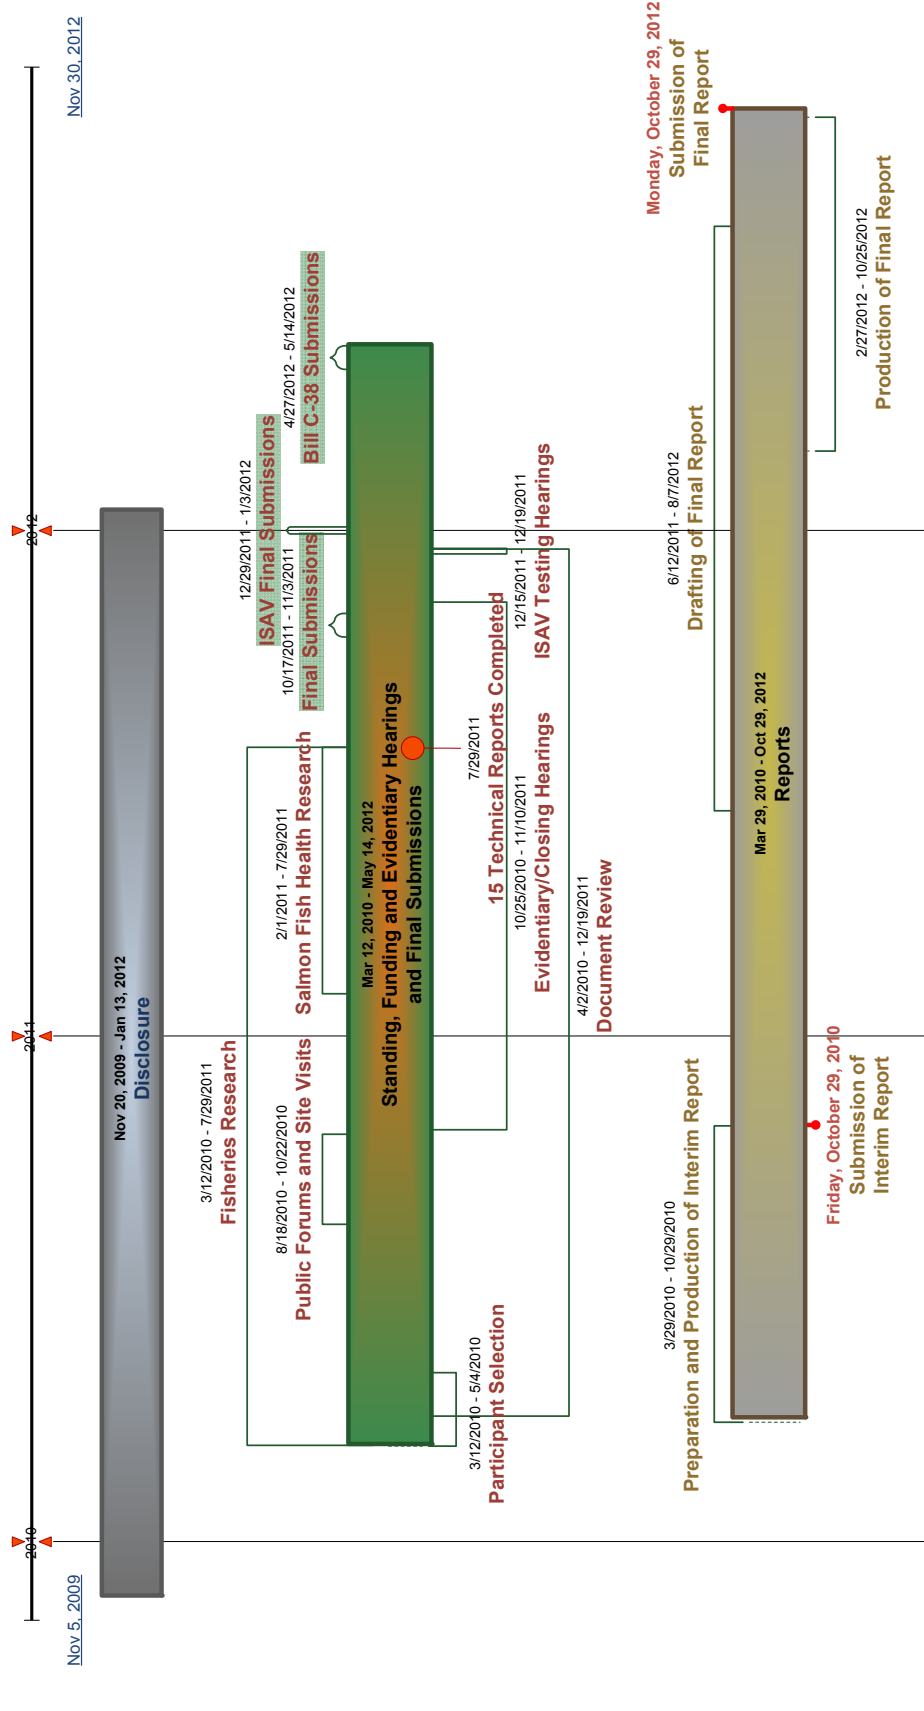 Nov 5, 2009
2010
2011
2012
Nov 30, 2012
Nov 20, 2009 - Jan 13, 2012
Disclosure
3/12/2010 - 7/29/2011
Fisheries Research
12/29/2011 - 1/3/2012
ISAV Final Submissions
8/18/2010 - 10/22/2010
Public Forums and Site Visits
2/1/2011 - 7/29/2011
Salmon Fish Health Research
10/17/2011 - 11/3/2011
Final Submissions
4/27/2012 - 5/14/2012
Bill C-38 Submissions
Mar 12, 2010 - May 14, 2012
Standing, Funding and Evidentiary Hearings
and Final Submissions
3/12/2010 - 5/4/2010
Participant Selection
7/29/2011
15 Technical Reports Completed
10/25/2010 - 11/10/2011
Evidentiary/Closing Hearings
12/15/2011 - 12/19/2011
ISAV Testing Hearings
4/2/2010 - 12/19/2011
Document Review
3/29/2010 - 10/29/2010
Preparation and Production of Interim Report
6/12/2011 - 8/7/2012
Drafting of Final Report
Monday, October 29, 2012
Submission of
Final Report
Mar 29, 2010 - Oct 29, 2012
Reports
Friday, October 29, 2010
Submission of
Interim Report
2/27/2012 - 10/25/2012
Production of Final Report